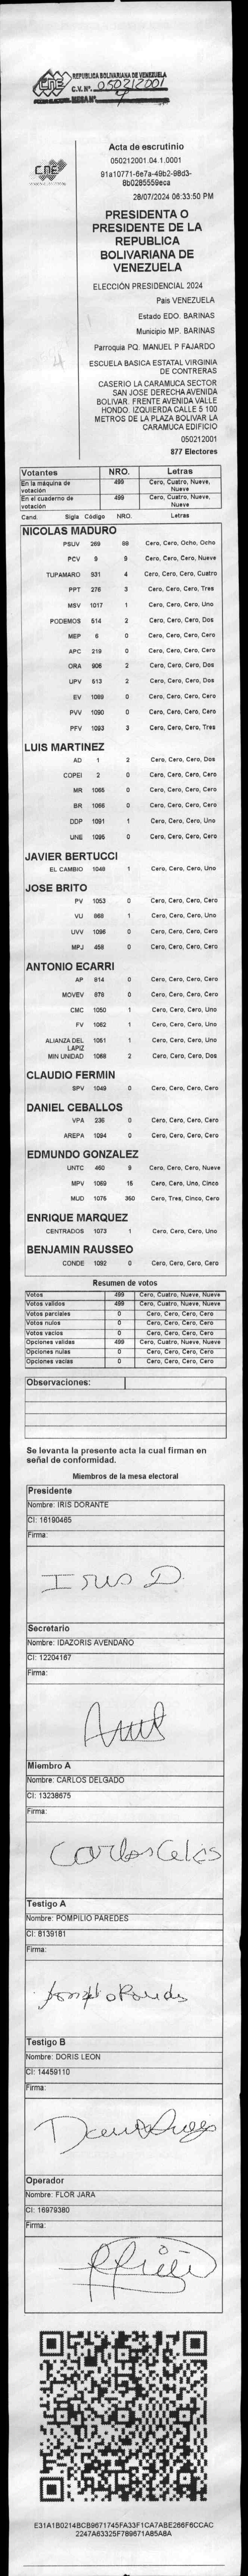 REPUBLICA BOLIVARIANA DE VENEZUELA
CNE
C.V. Nº. 050212001
MESA Nº.
CNE
Acta de escrutinio
050212001.04.1.0001
91a10771-6e7a-49b2-98d3-
8b0285559eca
28/07/2024 06:33:50 PM
PRESIDENTA O
PRESIDENTE DE LA
REPUBLICA
BOLIVARIANA DE
VENEZUELA
ELECCIÓN PRESIDENCIAL 2024
Pais VENEZUELA
Estado EDO. BARINAS
Municipio MP. BARINAS
Parroquia PQ. MANUEL P FAJARDO
4
ESCUELA BASICA ESTATAL VIRGINIA
DE CONTRERAS
CASERIO LA CARAMUCA SECTOR
SAN JOSE DERECHA AVENIDA
BOLIVAR. FRENTE AVENIDA VALLE
HONDO. IZQUIERDA CALLE 5 100
METROS DE LA PLAZA BOLIVAR LA
CARAMUCA EDIFICIO
050212001
877 Electores
Votantes NRO. Letras
En la máquina de votación 499 Cero, Cuatro, Nueve, Nueve
En el cuaderno de votación 499 Cero, Cuatro, Nueve, Nueve
Cand. Sigla Código NRO. Letras
NICOLAS MADURO
PSUV 269 88 Cero, Cero, Ocho, Ocho
PCV 9 9 Cero, Cero, Cero, Nueve
TUPAMARO 931 4 Cero, Cero, Cero, Cuatro
PPT 276 3 Cero, Cero, Cero, Tres
MSV 1017 1 Cero, Cero, Cero, Uno
PODEMOS 514 2 Cero, Cero, Cero, Dos
MEP 6 0 Cero, Cero, Cero, Cero
APC 219 0 Cero, Cero, Cero, Cero
ORA 906 2 Cero, Cero, Cero, Dos
UPV 613 2 Cero, Cero, Cero, Dos
EV 1089 0 Cero, Cero, Cero, Cero
PVV 1090 0 Cero, Cero, Cero, Cero
PFV 1093 3 Cero, Cero, Cero, Tres
LUIS MARTINEZ
AD 1 2 Cero, Cero, Cero, Dos
COPEI 2 0 Cero, Cero, Cero, Cero
MR 1065 0 Cero, Cero, Cero, Cero
BR 1066 0 Cero, Cero, Cero, Cero
DDP 1091 1 Cero, Cero, Cero, Uno
UNE 1095 0 Cero, Cero, Cero, Cero
JAVIER BERTUCCI
EL CAMBIO 1048 1 Cero, Cero, Cero, Uno
JOSE BRITO
PV 1053 0 Cero, Cero, Cero, Cero
VU 868 1 Cero, Cero, Cero, Uno
UVV 1096 0 Cero, Cero, Cero, Cero
MPJ 458 0 Cero, Cero, Cero, Cero
ANTONIO ECARRI
AP 814 0 Cero, Cero, Cero, Cero
MOVEV 878 0 Cero, Cero, Cero, Cero
CMC 1050 1 Cero, Cero, Cero, Uno
FV 1062 1 Cero, Cero, Cero, Uno
ALIANZA DEL LAPIZ 1051 1 Cero, Cero, Cero, Uno
MIN UNIDAD 1068 2 Cero, Cero, Cero, Dos
CLAUDIO FERMIN
SPV 1049 0 Cero, Cero, Cero, Cero
DANIEL CEBALLOS
VPA 236 0 Cero, Cero, Cero, Cero
AREPA 1094 0 Cero, Cero, Cero, Cero
EDMUNDO GONZALEZ
UNTC 460 9 Cero, Cero, Cero, Nueve
MPV 1069 15 Cero, Cero, Uno, Cinco
MUD 1075 350 Cero, Tres, Cinco, Cero
ENRIQUE MARQUEZ
CENTRADOS 1073 1 Cero, Cero, Cero, Uno
BENJAMIN RAUSSEO
CONDE 1092 0 Cero, Cero, Cero, Cero
Resumen de votos
Votos 499 Cero, Cuatro, Nueve, Nueve
Votos validos 499 Cero, Cuatro, Nueve, Nueve
Votos parciales 0 Cero, Cero, Cero, Cero
Votos nulos 0 Cero, Cero, Cero, Cero
Votos vacios 0 Cero, Cero, Cero, Cero
Opciones validas 499 Cero, Cuatro, Nueve, Nueve
Opciones nulas 0 Cero, Cero, Cero, Cero
Opciones vacias 0 Cero, Cero, Cero, Cero
Observaciones:
Se levanta la presente acta la cual firman en
señal de conformidad.
Miembros de la mesa electoral
Presidente
Nombre: IRIS DORANTE
CI: 16190465
Firma:
Iris D.
Secretario
Nombre: IDAZORIS AVENDAÑO
CI: 12204167
Firma:
Miembro A
Nombre: CARLOS DELGADO
CI: 13238675
Firma:
Testigo A
Nombre: POMPILIO PAREDES
CI: 8139181
Firma:
Testigo B
Nombre: DORIS LEON
CI: 14459110
Firma:
Operador
Nombre: FLOR JARA
CI: 16979380
Firma:
E31A1B0214BCB9671745FA33F1CA7ABE266F6CCAC
2247A63325F789671A85A8A